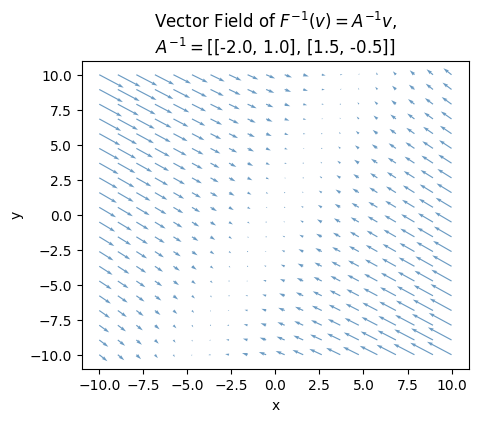 Vector Field of F⁻¹(v) = A⁻¹v,
A⁻¹ = [[-2.0, 1.0], [1.5, -0.5]]
10.0
7.5
5.0
2.5
0.0
−2.5
−5.0
−7.5
−10.0
y
−10.0 −7.5 −5.0 −2.5 0.0 2.5 5.0 7.5 10.0
x